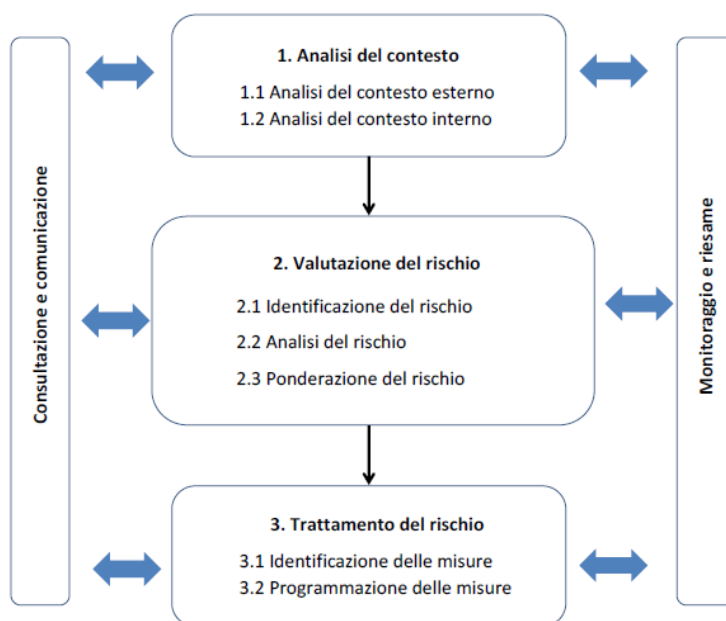 Consultazione e comunicazione
1. Analisi del contesto
1.1 Analisi del contesto esterno
1.2 Analisi del contesto interno
2. Valutazione del rischio
2.1 Identificazione del rischio
2.2 Analisi del rischio
2.3 Ponderazione del rischio
3. Trattamento del rischio
3.1 Identificazione delle misure
3.2 Programmazione delle misure
Monitoraggio e riesame